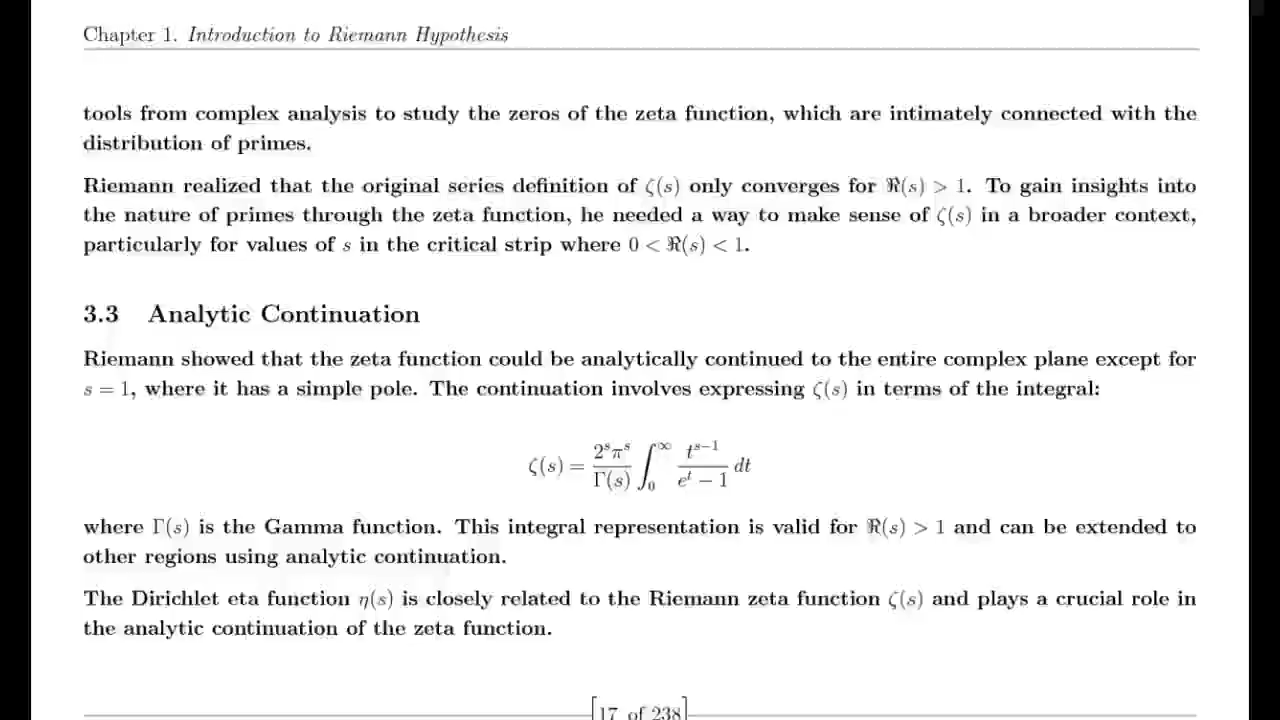 Chapter 1. Introduction to Riemann Hypothesis
tools from complex analysis to study the zeros of the zeta function, which are intimately connected with the
distribution of primes.
Riemann realized that the original series definition of ζ(s) only converges for ℜ(s) > 1. To gain insights into
the nature of primes through the zeta function, he needed a way to make sense of ζ(s) in a broader context,
particularly for values of s in the critical strip where 0 < ℜ(s) < 1.
3.3 Analytic Continuation
Riemann showed that the zeta function could be analytically continued to the entire complex plane except for
s = 1, where it has a simple pole. The continuation involves expressing ζ(s) in terms of the integral:
ζ(s) = 2^s π^s / Γ(s) ∫_0^∞ t^{s−1} / (e^t − 1) dt
where Γ(s) is the Gamma function. This integral representation is valid for ℜ(s) > 1 and can be extended to
other regions using analytic continuation.
The Dirichlet eta function η(s) is closely related to the Riemann zeta function ζ(s) and plays a crucial role in
the analytic continuation of the zeta function.
[17 of 238]